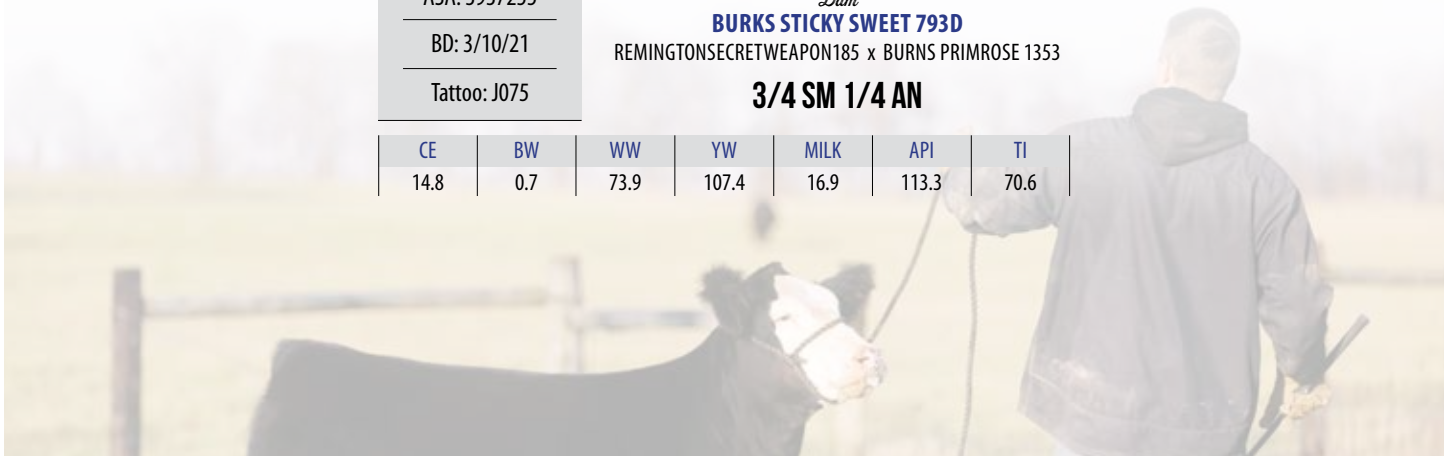 BD: 3/10/21
Tattoo: J075
Dam
BURKS STICKY SWEET 793D
REMINGTONSECRETWEAPON185 x BURNS PRIMROSE 1353
3/4 SM 1/4 AN
CE BW WW YW MILK API TI
14.8 0.7 73.9 107.4 16.9 113.3 70.6